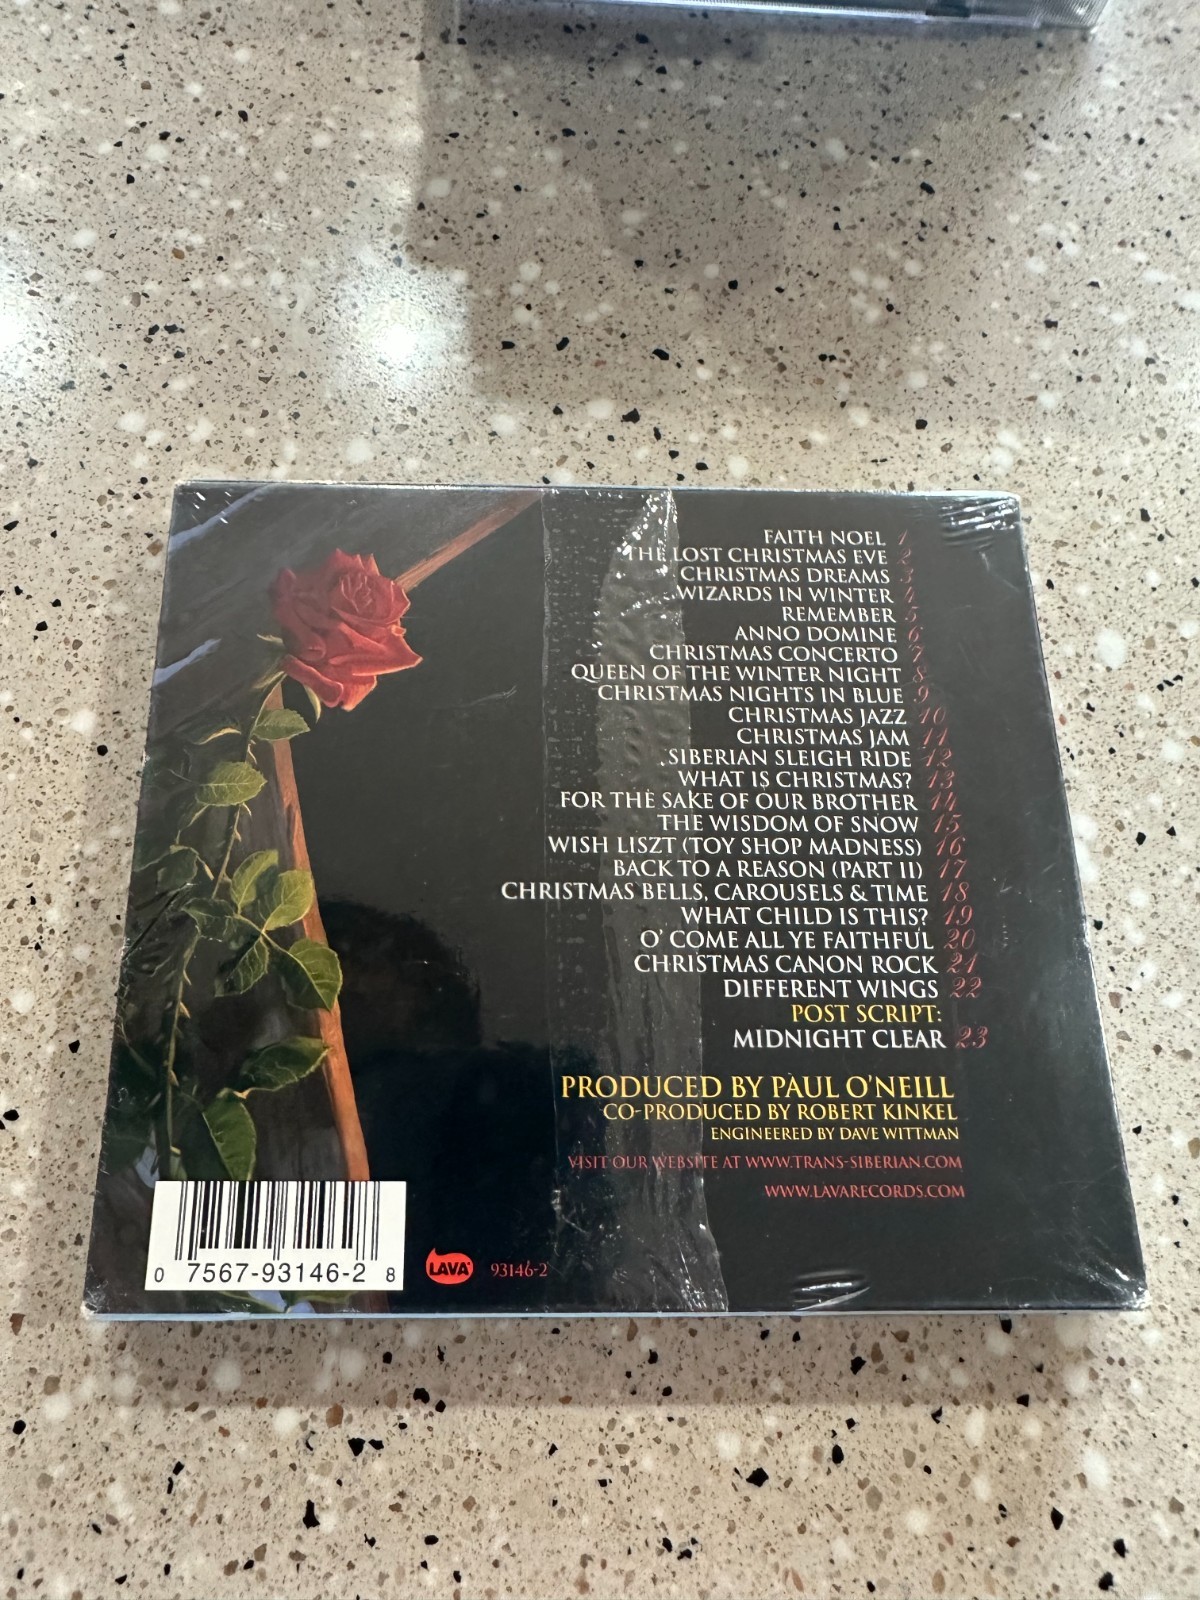 FAITH NOEL 1
THE LOST CHRISTMAS EVE 2
CHRISTMAS DREAMS 3
WIZARDS IN WINTER 4
REMEMBER 5
ANNO DOMINE 6
CHRISTMAS CONCERTO 7
QUEEN OF THE WINTER NIGHT 8
CHRISTMAS NIGHTS IN BLUE 9
CHRISTMAS JAZZ 10
CHRISTMAS JAM 11
SIBERIAN SLEIGH RIDE 12
WHAT IS CHRISTMAS? 13
FOR THE SAKE OF OUR BROTHER 14
THE WISDOM OF SNOW 15
WISH LISZT (TOY SHOP MADNESS) 16
BACK TO A REASON (PART II) 17
CHRISTMAS BELLS, CAROUSELS & TIME 18
WHAT CHILD IS THIS? 19
O' COME ALL YE FAITHFUL 20
CHRISTMAS CANON ROCK 21
DIFFERENT WINGS 22
POST SCRIPT:
MIDNIGHT CLEAR 23
PRODUCED BY PAUL O'NEILL
CO-PRODUCED BY ROBERT KINKEL
ENGINEERED BY DAVE WITTMAN
VISIT OUR WEBSITE AT WWW.TRANS-SIBERIAN.COM
WWW.LAVARECORDS.COM
0 7567-93146-2 8
LAVA 93146-2